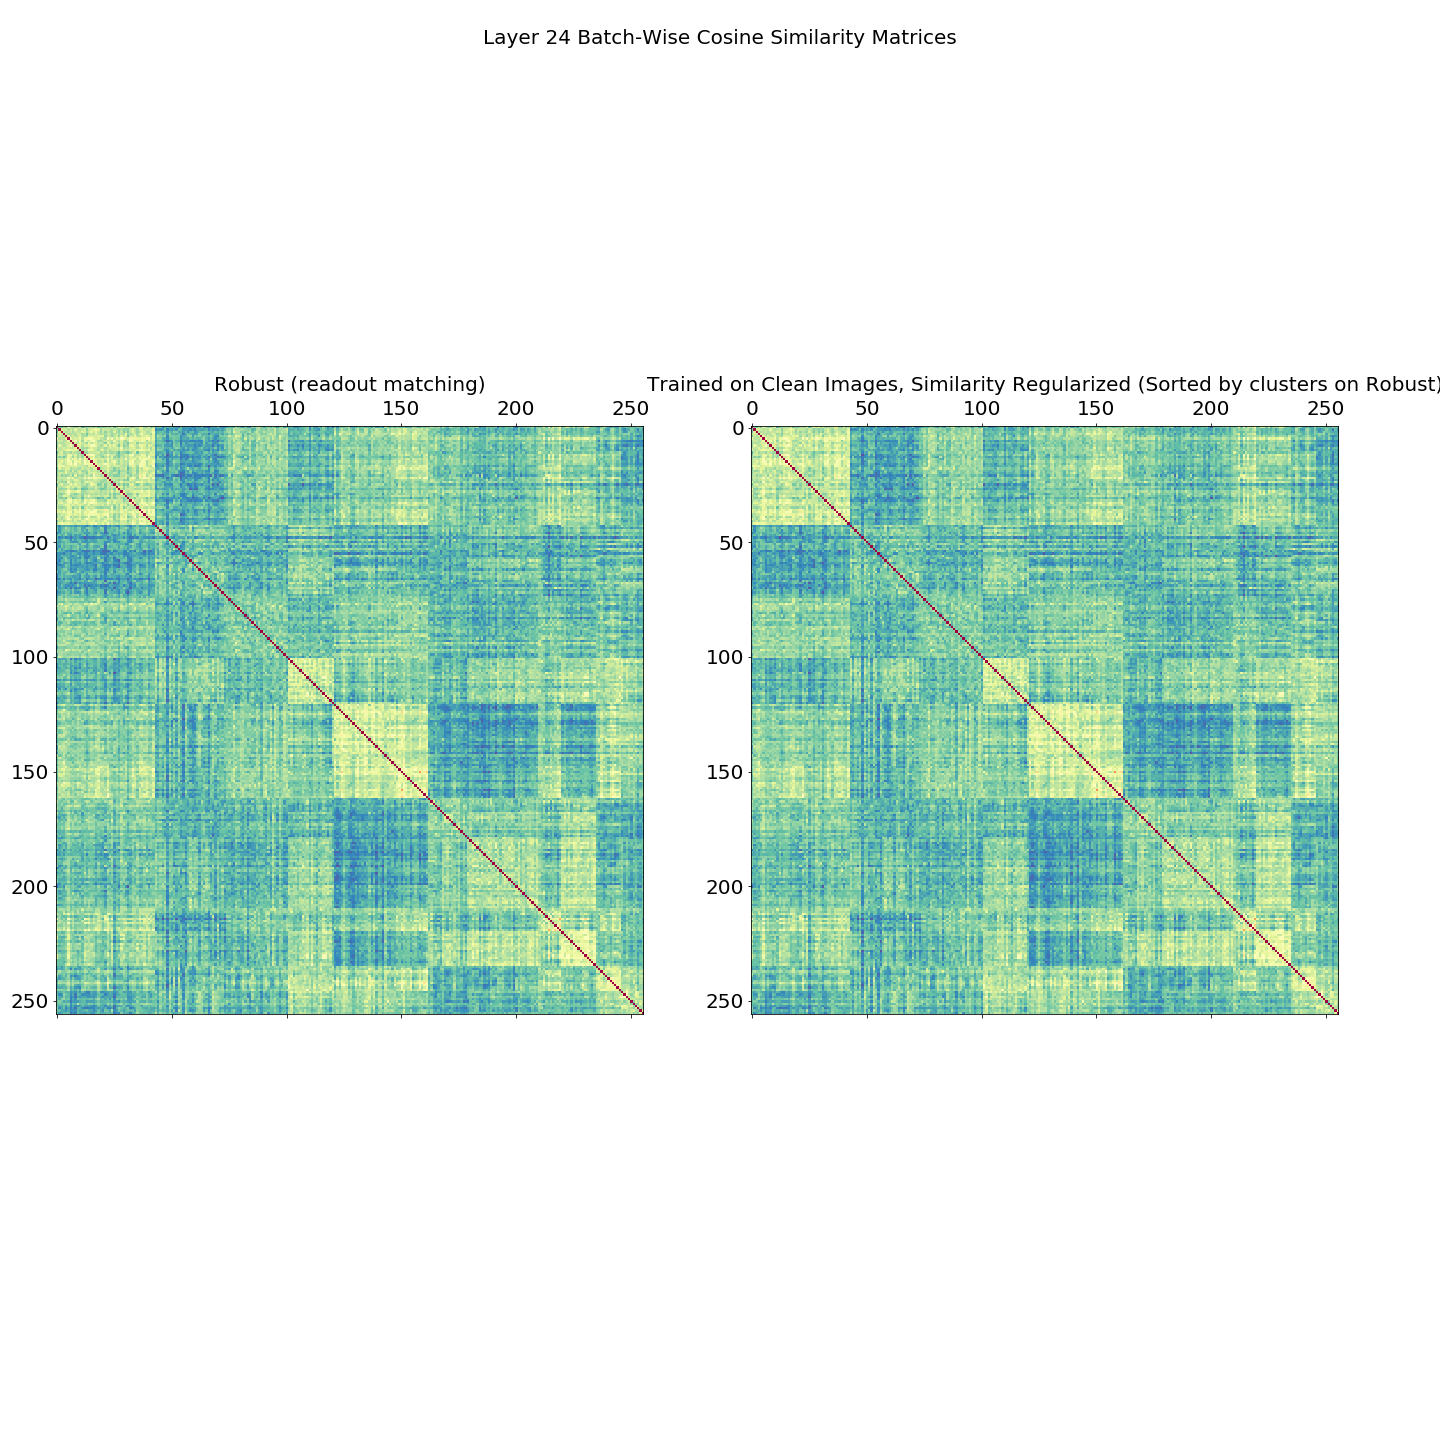 Layer 24 Batch-Wise Cosine Similarity Matrices
Robust (readout matching)
0 50 100 150 200 250
0
50
100
150
200
250
Trained on Clean Images, Similarity Regularized (Sorted by clusters on Robust)
0 50 100 150 200 250
0
50
100
150
200
250